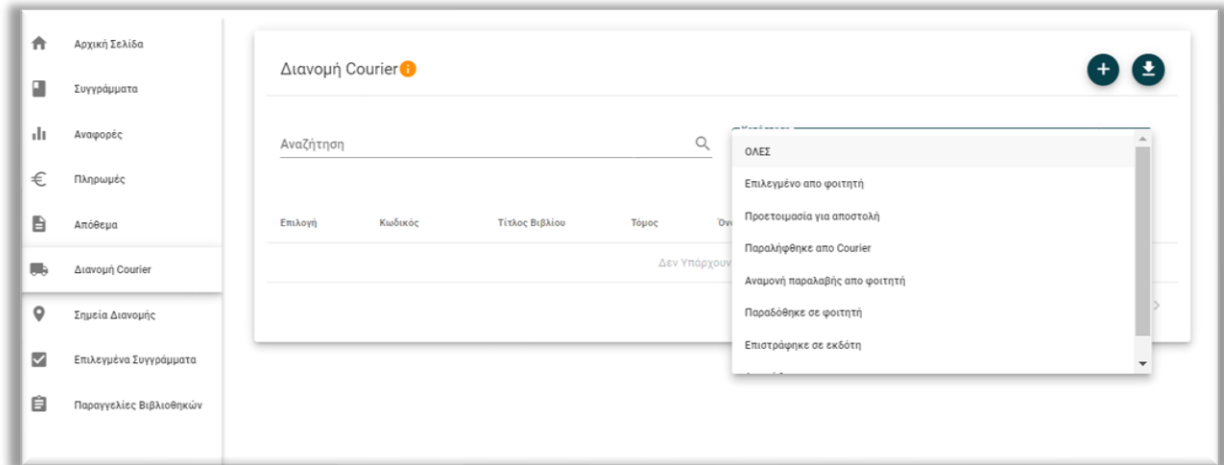 Αρχική Σελίδα
Συγγράμματα
Αναφορές
Πληρωμές
Απόθεμα
Διανομή Courier
Σημεία Διανομής
Επιλεγμένα Συγγράμματα
Παραγγελίες Βιβλιοθηκών
Διανομή Courier
Αναζήτηση
Επιλογή Κωδικός Τίτλος Βιβλίου Τόμος
Δεν Υπάρχουν
ΟΛΕΣ
Επιλεγμένο απο φοιτητή
Προετοιμασία για αποστολή
Παραλήφθηκε απο Courier
Αναμονή παραλαβής απο φοιτητή
Παραδόθηκε σε φοιτητή
Επιστράφηκε σε εκδότη